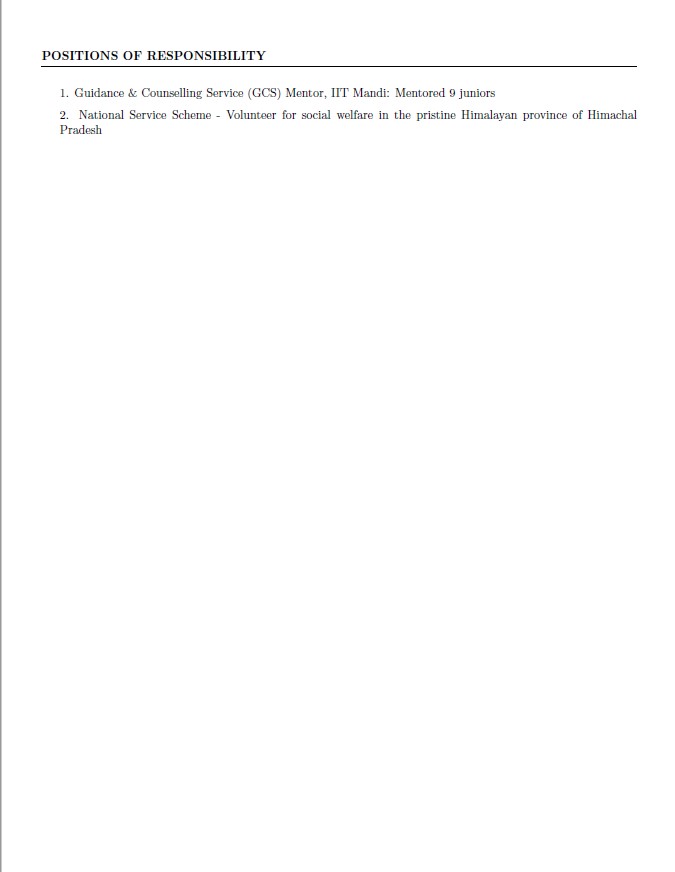 POSITIONS OF RESPONSIBILITY
1. Guidance & Counselling Service (GCS) Mentor, IIT Mandi: Mentored 9 juniors
2. National Service Scheme - Volunteer for social welfare in the pristine Himalayan province of Himachal
Pradesh